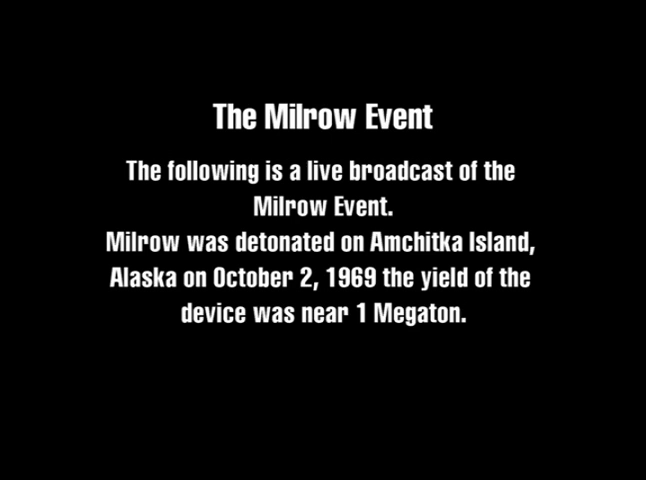 The Milrow Event
The following is a live broadcast of the
Milrow Event.
Milrow was detonated on Amchitka Island,
Alaska on October 2, 1969 the yield of the
device was near 1 Megaton.